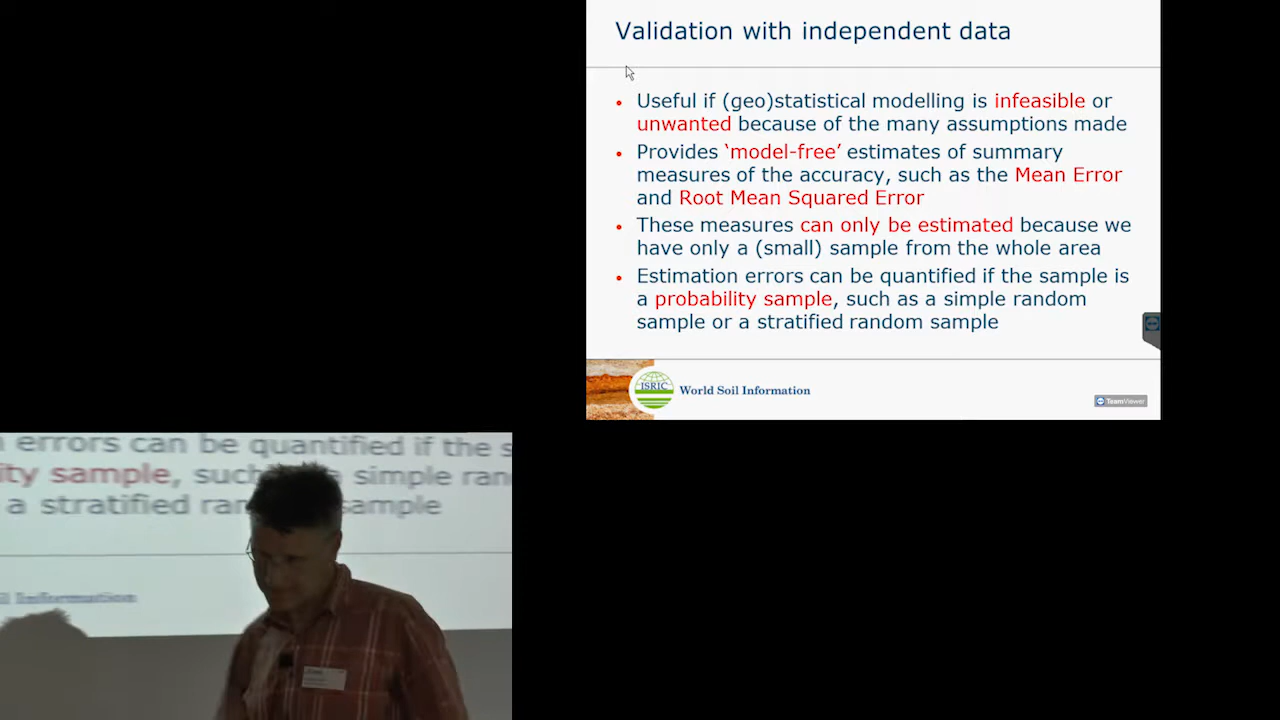 Validation with independent data
• Useful if (geo)statistical modelling is infeasible or
unwanted because of the many assumptions made
• Provides ‘model-free’ estimates of summary
measures of the accuracy, such as the Mean Error
and Root Mean Squared Error
• These measures can only be estimated because we
have only a (small) sample from the whole area
• Estimation errors can be quantified if the sample is
a probability sample, such as a simple random
sample or a stratified random sample
ISRIC
World Soil Information
TeamViewer
errors can be quantified if the s
ity sample, such a simple ran
a stratified ran sample
il Information